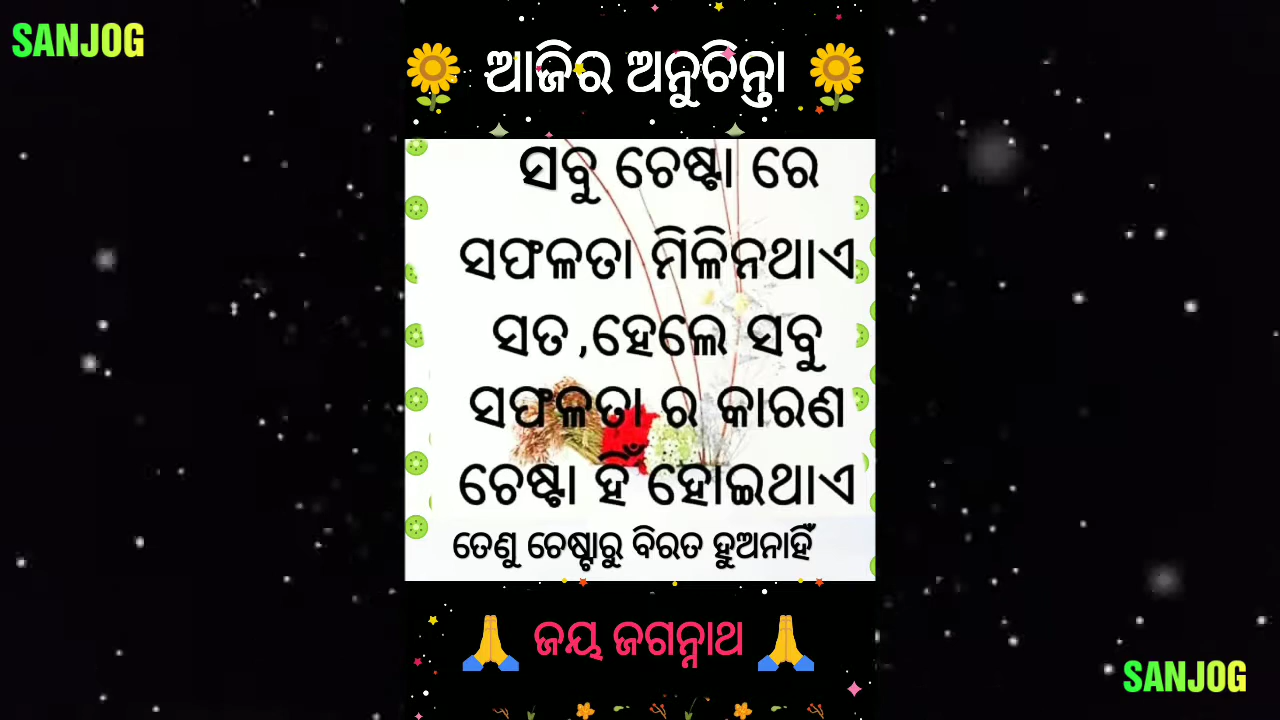 SANJOG
ଆଜିର ଅନୁଚିନ୍ତା
ସବୁ ଚେଷ୍ଟା ରେ
ସଫଳତା ମିଳିନଥାଏ
ସତ ,ହେଲେ ସବୁ
ସଫଳତା ର କାରଣ
ଚେଷ୍ଟା ହିଁ ହୋଇଥାଏ
ତେଣୁ ଚେଷ୍ଟାରୁ ବିରତ ହୁଅନାହିଁ
ଜୟ ଜଗନ୍ନାଥ
SANJOG